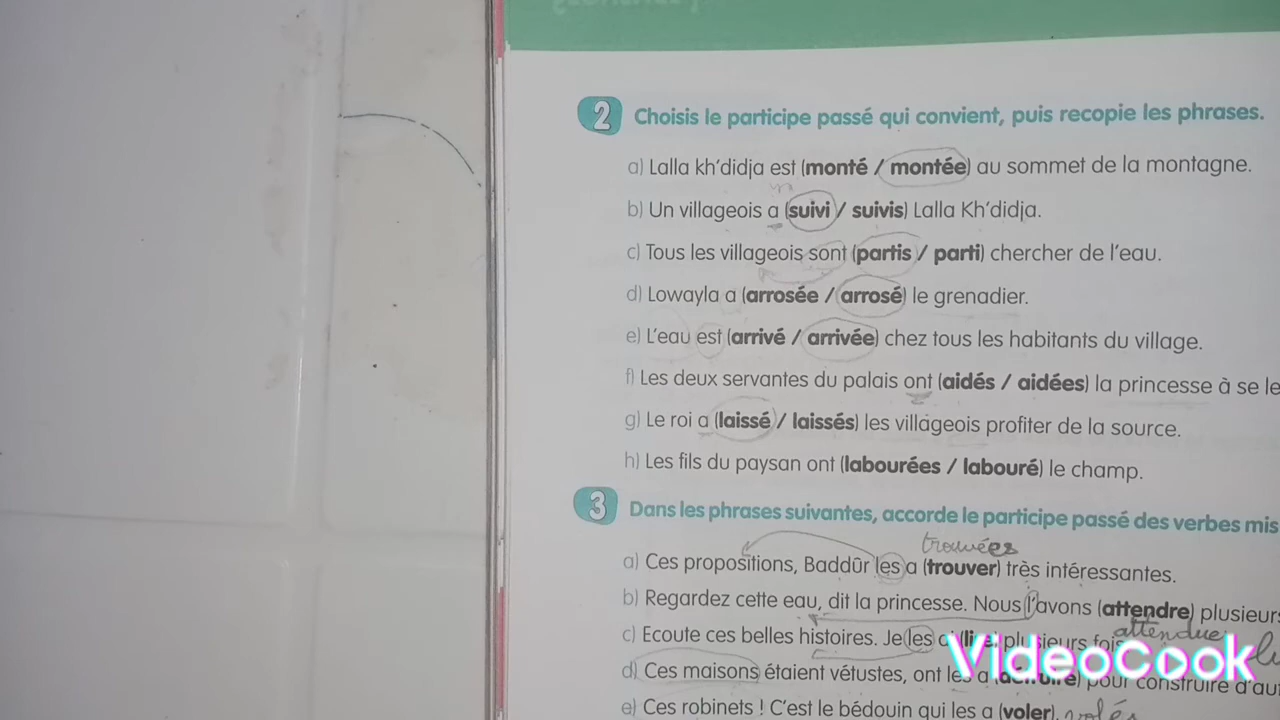 2 Choisis le participe passé qui convient, puis recopie les phrases.
a) Lalla kh'didja est (monté / montée) au sommet de la montagne.
b) Un villageois a (suivi / suivis) Lalla Kh'didja.
c) Tous les villageois sont (partis / parti) chercher de l'eau.
d) Lowayla a (arrosée / arrosé) le grenadier.
e) L'eau est (arrivé / arrivée) chez tous les habitants du village.
f) Les deux servantes du palais ont (aidés / aidées) la princesse à se le
g) Le roi a (laissé / laissés) les villageois profiter de la source.
h) Les fils du paysan ont (labourées / labouré) le champ.
3 Dans les phrases suivantes, accorde le participe passé des verbes mis
trouvées
a) Ces propositions, Baddûr les a (trouver) très intéressantes.
b) Regardez cette eau, dit la princesse. Nous l'avons (attendre) plusieurs
attendue
c) Ecoute ces belles histoires. Je les plusieurs fois
d) Ces maisons étaient vétustes, ont les a pour construire d'au
e) Ces robinets ! C'est le bédouin qui les a (voler). volés
VideoCook